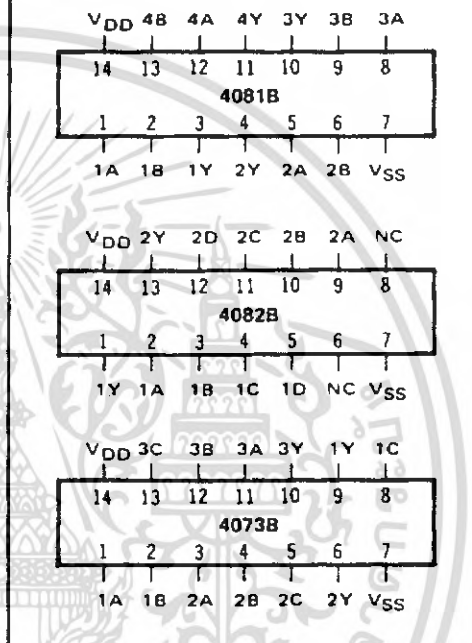 VDD 4B 4A 4Y 3Y 3B 3A
14 13 12 11 10 9 8
4081B
1 2 3 4 5 6 7
1A 1B 1Y 2Y 2A 2B VSS
VDD 2Y 2D 2C 2B 2A NC
14 13 12 11 10 9 8
4082B
1 2 3 4 5 6 7
1Y 1A 1B 1C 1D NC VSS
VDD 3C 3B 3A 3Y 1Y 1C
14 13 12 11 10 9 8
4073B
1 2 3 4 5 6 7
1A 1B 2A 2B 2C 2Y VSS